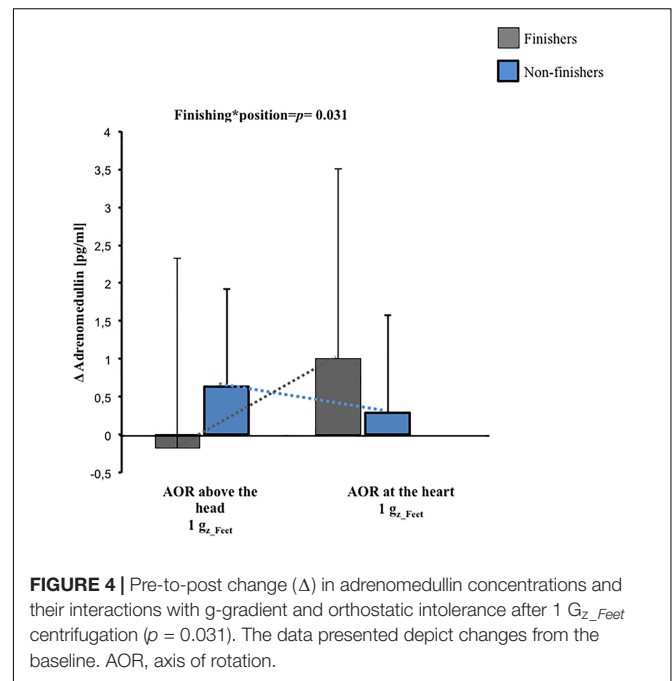 Finishers
Non-finishers
Finishing*position=p= 0.031
4
3,5
3
2,5
2
1,5
1
0,5
0
-0,5
Δ Adrenomedullin [pg/ml]
AOR above the
head
1 gz_Feet
AOR at the heart
1 gz_Feet
FIGURE 4 | Pre-to-post change (Δ) in adrenomedullin concentrations and
their interactions with g-gradient and orthostatic intolerance after 1 Gz_Feet
centrifugation (p = 0.031). The data presented depict changes from the
baseline. AOR, axis of rotation.